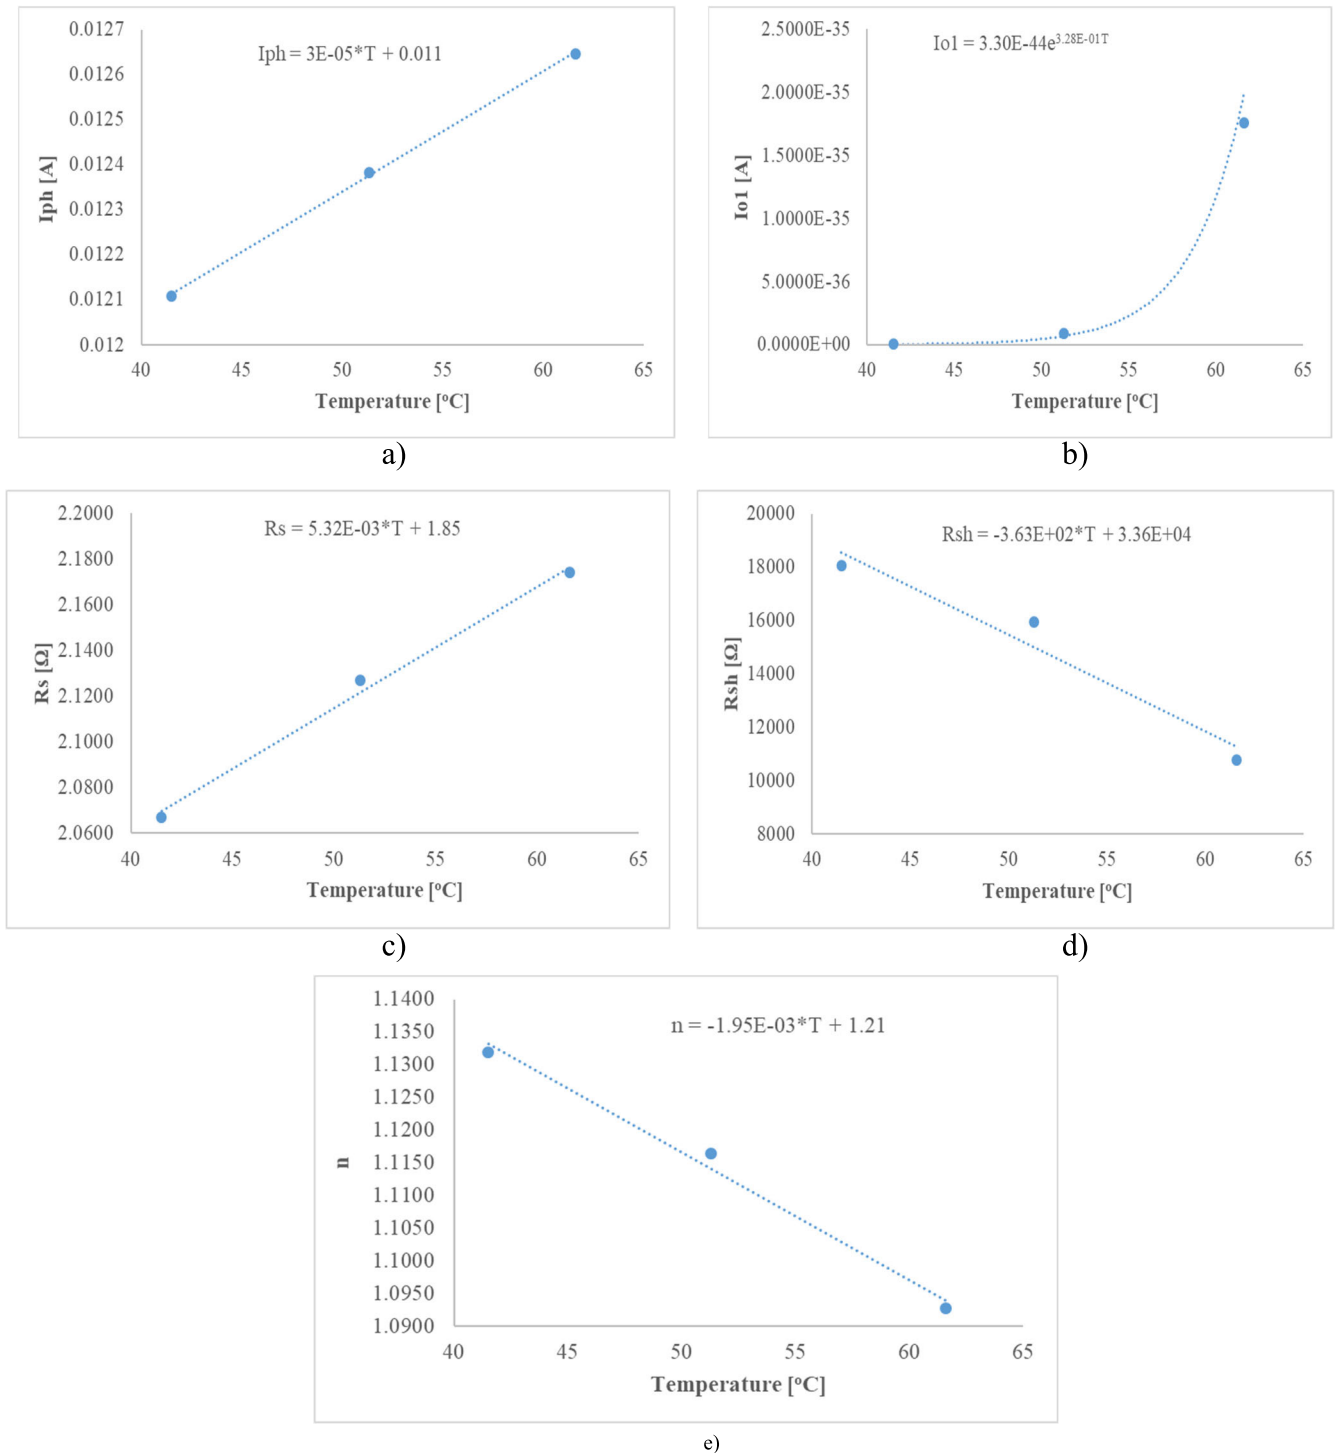 Iph = 3E-05*T + 0.011
0.0127
0.0126
0.0125
0.0124
0.0123
0.0122
0.0121
0.012
Iph [A]
40 45 50 55 60 65
Temperature [ºC]
a)
Io1 = 3.30E-44e^3.28E-01T
2.5000E-35
2.0000E-35
1.5000E-35
1.0000E-35
5.0000E-36
0.0000E+00
Io1 [A]
40 45 50 55 60 65
Temperature [ºC]
b)
Rs = 5.32E-03*T + 1.85
2.2000
2.1800
2.1600
2.1400
2.1200
2.1000
2.0800
2.0600
Rs [Ω]
40 45 50 55 60 65
Temperature [ºC]
c)
Rsh = -3.63E+02*T + 3.36E+04
20000
18000
16000
14000
12000
10000
8000
Rsh [Ω]
40 45 50 55 60 65
Temperature [ºC]
d)
n = -1.95E-03*T + 1.21
1.1400
1.1350
1.1300
1.1250
1.1200
1.1150
1.1100
1.1050
1.1000
1.0950
1.0900
n
40 45 50 55 60 65
Temperature [ºC]
e)